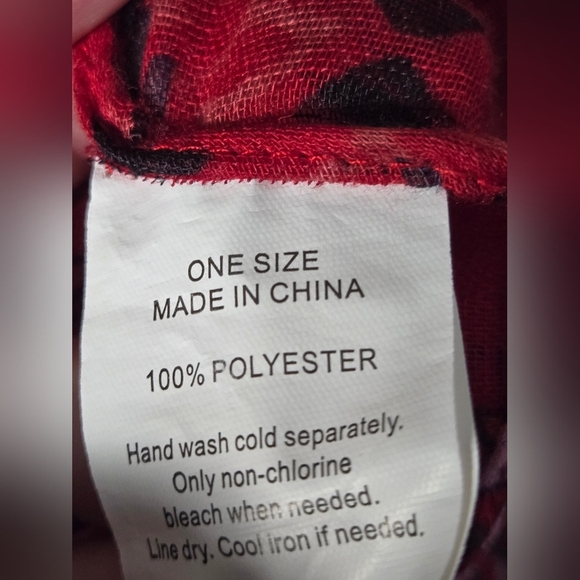 ONE SIZE
MADE IN CHINA
100% POLYESTER
Hand wash cold separately.
Only non-chlorine
bleach when needed.
Line dry. Cool iron if needed.